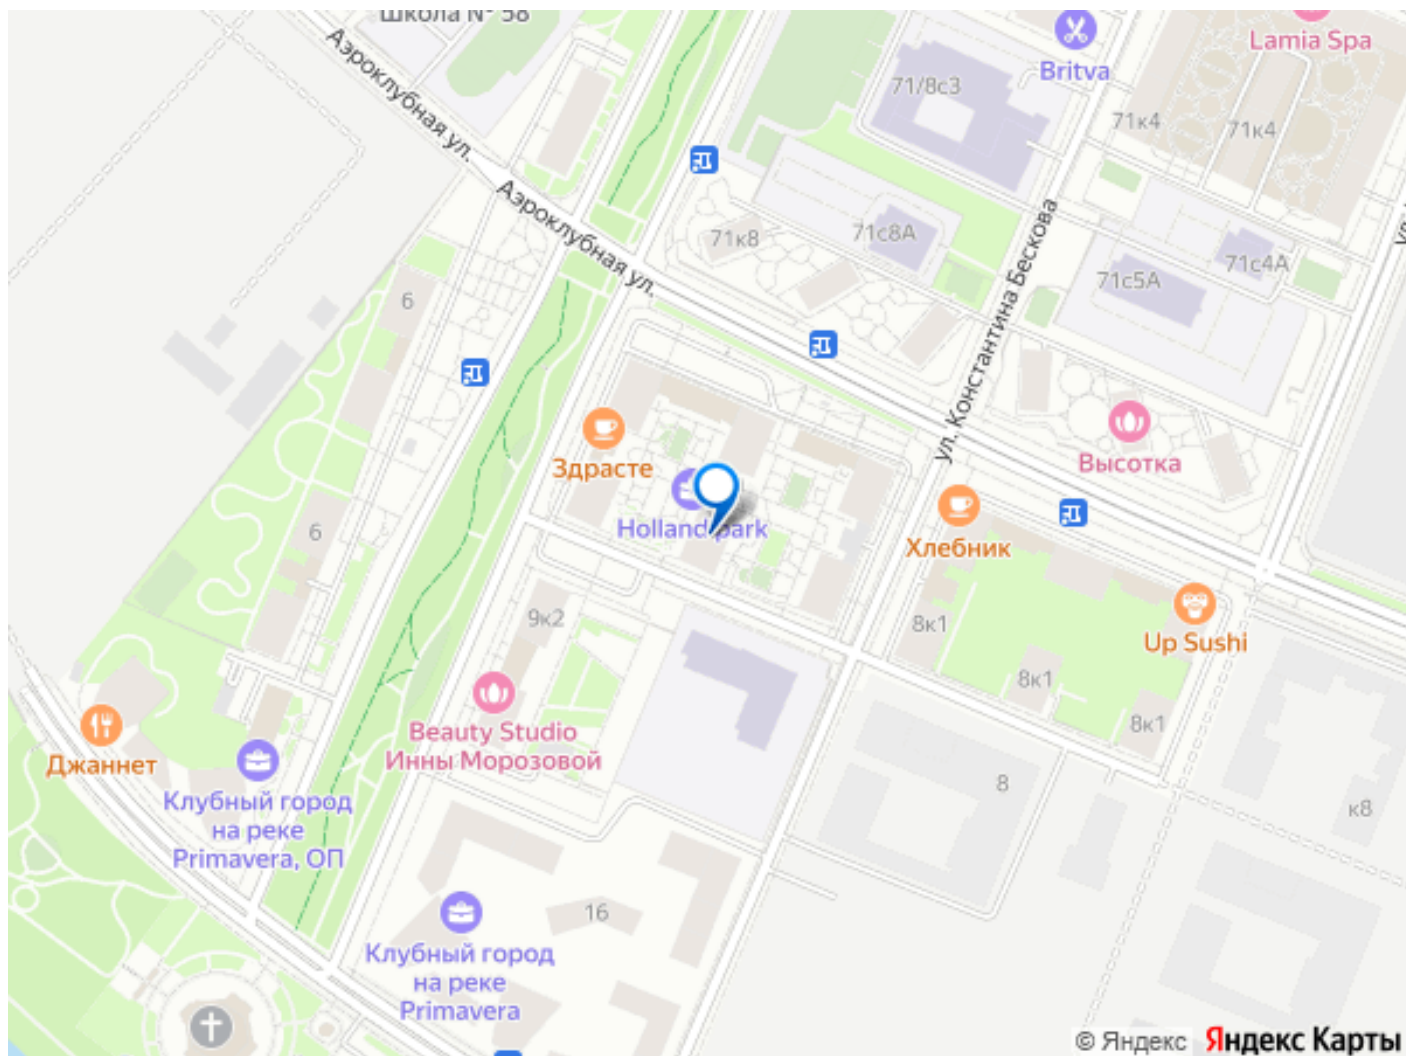 Школа № 58
Аэроклубная ул.
Britva
Lamia Spa
71/8с3
71к4
71к4
Аэроклубная ул.
71к8
71с8А
ул. Константина Бескова
71с5А
71с4А
ул.
6
Здрасте
Высотка
Holland park
Хлебник
6
9к2
8к1
Up Sushi
8к1
8к1
Beauty Studio
Инны Морозовой
Джаннет
Клубный город
на реке
Primavera, ОП
8
к8
16
Клубный город
на реке
Primavera
© Яндекс Яндекс Карты